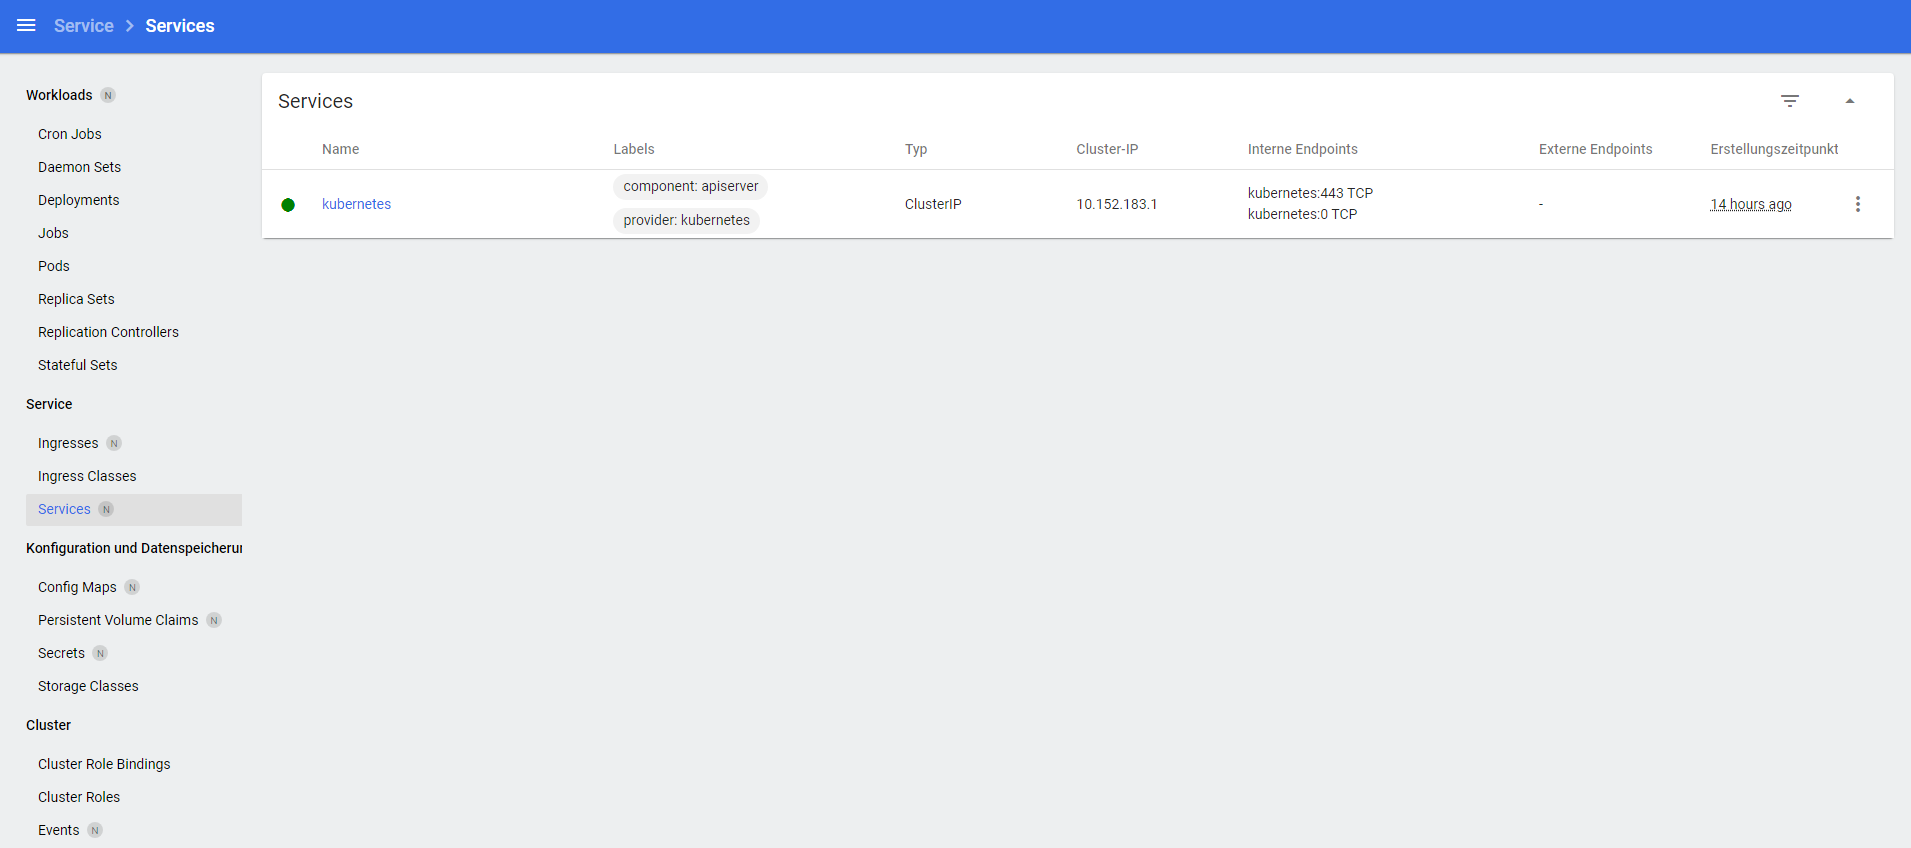 Service > Services
Workloads N
Cron Jobs
Daemon Sets
Deployments
Jobs
Pods
Replica Sets
Replication Controllers
Stateful Sets
Service
Ingresses N
Ingress Classes
Services N
Konfiguration und Datenspeicherun
Config Maps N
Persistent Volume Claims N
Secrets N
Storage Classes
Cluster
Cluster Role Bindings
Cluster Roles
Events N
Services
Name Labels Typ Cluster-IP Interne Endpoints Externe Endpoints Erstellungszeitpunkt
kubernetes
component: apiserver
provider: kubernetes
ClusterIP
10.152.183.1
kubernetes:443 TCP
kubernetes:0 TCP
-
14 hours ago